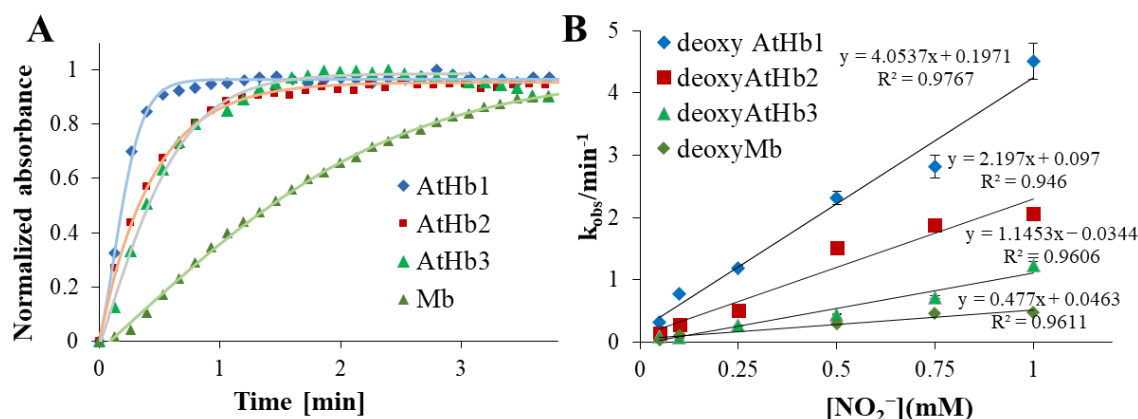 A
Normalized absorbance
1
0.8
0.6
0.4
0.2
0
0
1
2
3
Time [min]
AtHb1
AtHb2
AtHb3
Mb
B
kobs/min⁻¹
5
4
3
2
1
0
0
0.25
0.5
0.75
1
[NO₂⁻](mM)
deoxy AtHb1
deoxyAtHb2
deoxyAtHb3
deoxyMb
y = 4.0537x + 0.1971
R² = 0.9767
y = 2.197x + 0.097
R² = 0.946
y = 1.1453x − 0.0344
R² = 0.9606
y = 0.477x + 0.0463
R² = 0.9611